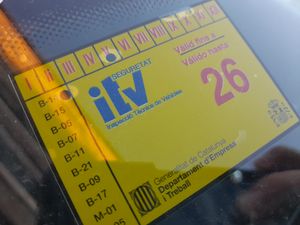 I II III IV V VI VII VIII IX X XI XII
SEGURETAT
itv
Inspecció Tècnica de Vehicles
Vàlid fins a
Válido hasta
26
B-15
B-05
B-07
B-11
B-21
B-09
B-17
M-01
Generalitat de Catalunya
Departament d'Empresa
i Treball